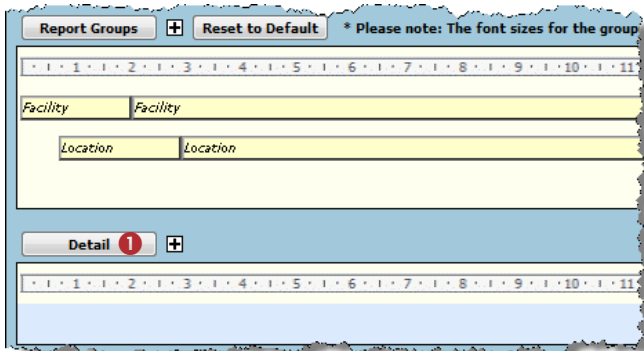 Report Groups + Reset to Default * Please note: The font sizes for the group
1 2 3 4 5 6 7 8 9 10 11
Facility Facility
Location Location
Detail 1 +
1 2 3 4 5 6 7 8 9 10 11